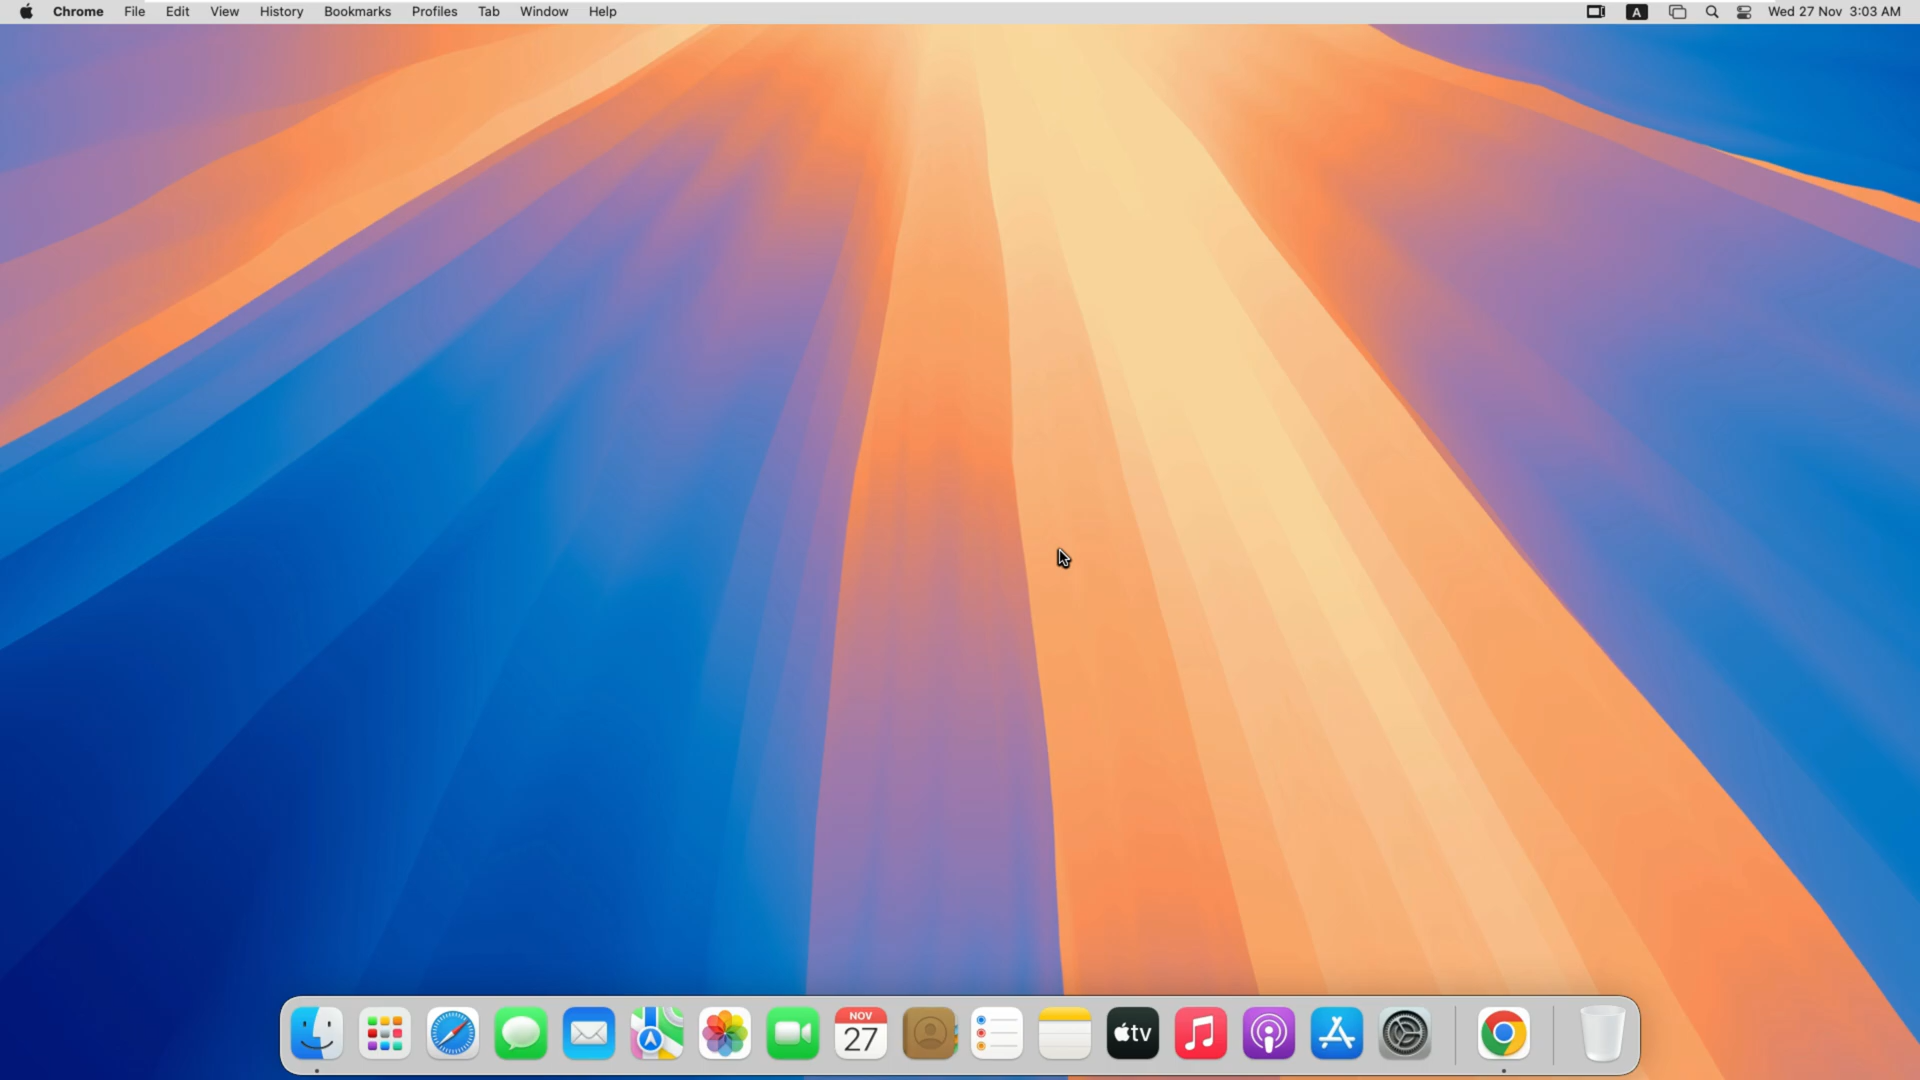 Chrome File Edit View History Bookmarks Profiles Tab Window Help A Wed 27 Nov 3:03 AM
NOV
27
tv